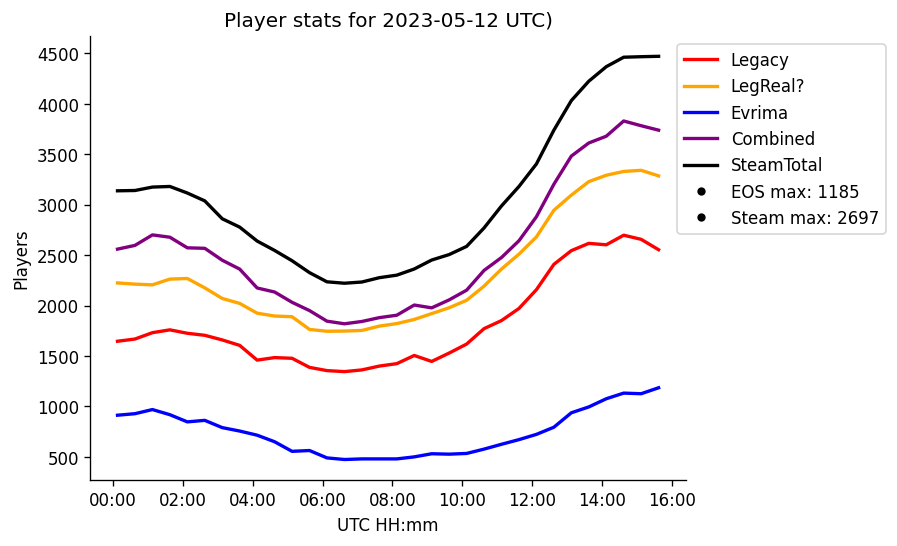 Player stats for 2023-05-12 UTC)
4500
4000
3500
3000
2500
2000
1500
1000
500
Players
00:00 02:00 04:00 06:00 08:00 10:00 12:00 14:00 16:00
UTC HH:mm
Legacy
LegReal?
Evrima
Combined
SteamTotal
EOS max: 1185
Steam max: 2697